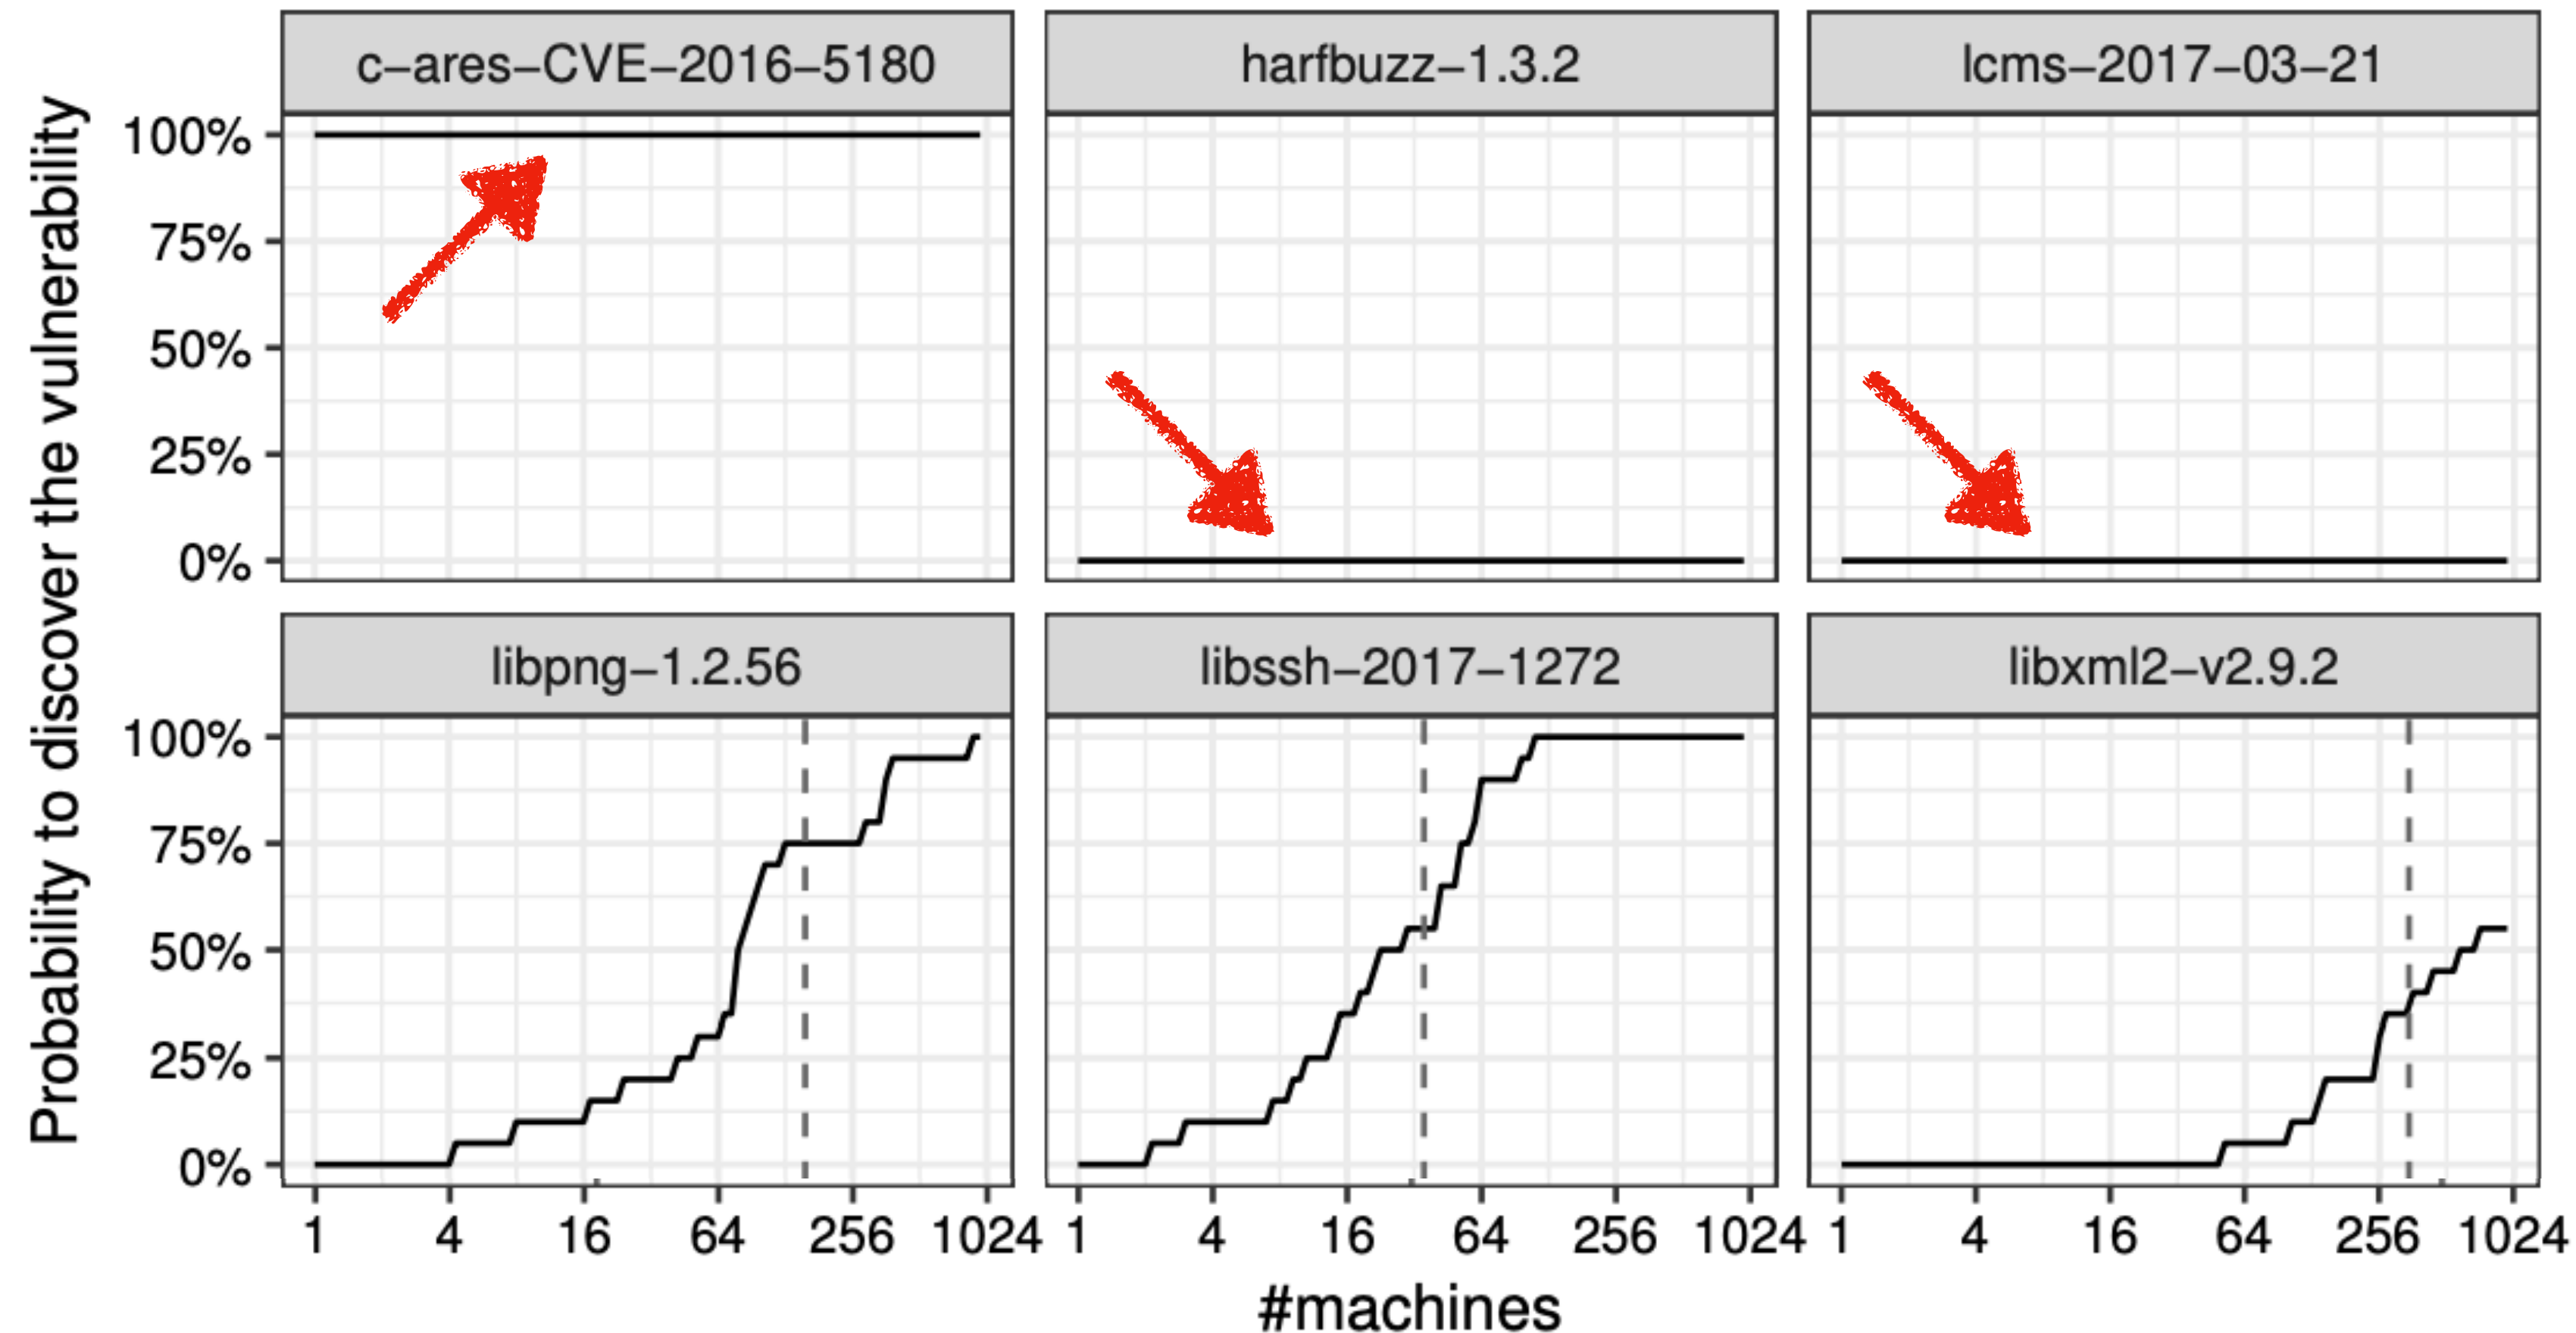 Probability to discover the vulnerability
c–ares–CVE–2016–5180
harfbuzz–1.3.2
lcms–2017–03–21
100%
75%
50%
25%
0%
libpng–1.2.56
libssh–2017–1272
libxml2–v2.9.2
100%
75%
50%
25%
0%
1 4 16 64 256 1024
1 4 16 64 256 1024
1 4 16 64 256 1024
#machines